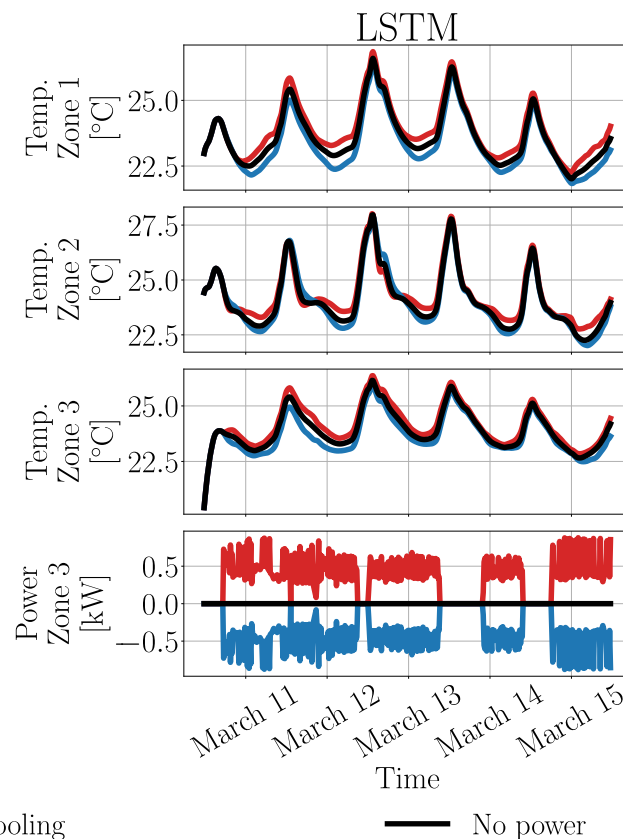 LSTM
Temp.
Zone 1
[°C]
25.0
22.5
Temp.
Zone 2
[°C]
27.5
25.0
22.5
Temp.
Zone 3
[°C]
25.0
22.5
Power
Zone 3
[kW]
0.5
0.0
−0.5
March 11
March 12
March 13
March 14
March 15
Time
ooling
No power